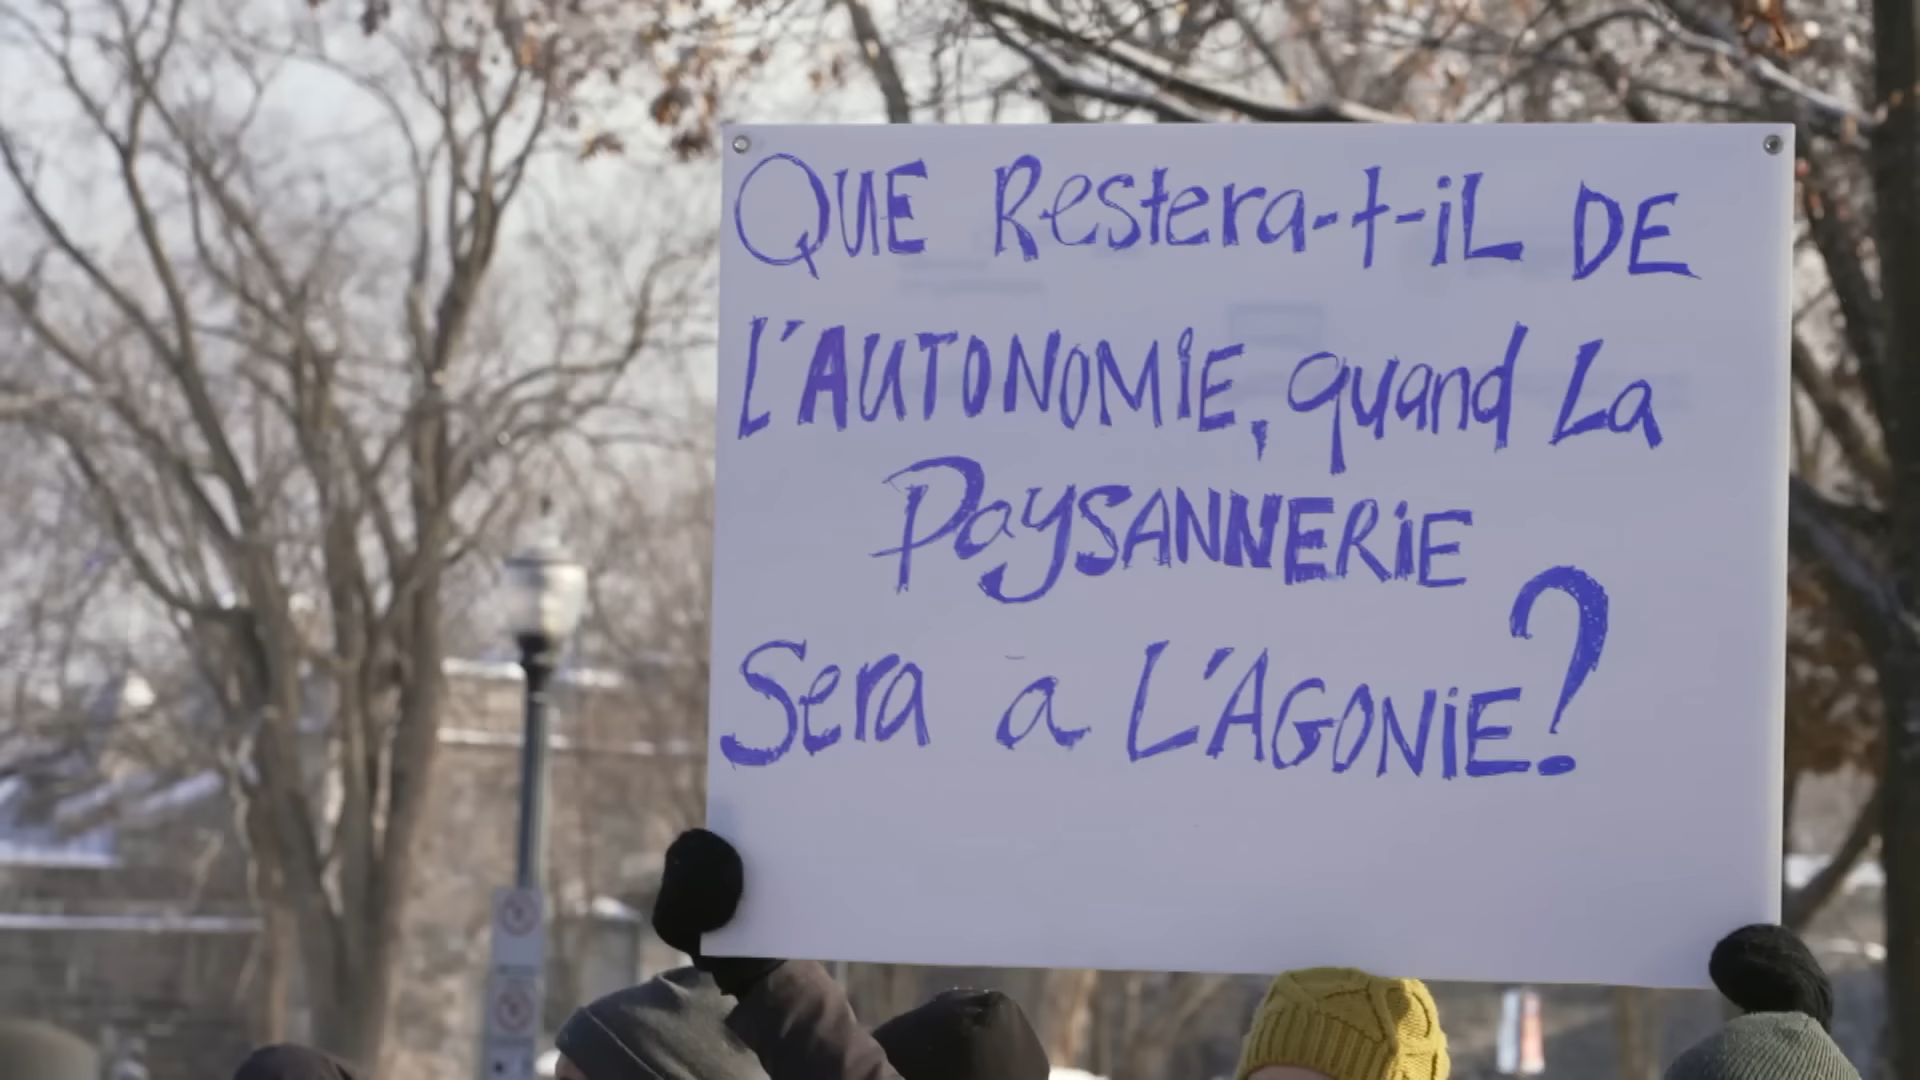 QUE Restera-t-iL DE
L'AUTONOMiE, quand La
PaySANNERiE
Sera a L'AGONiE?